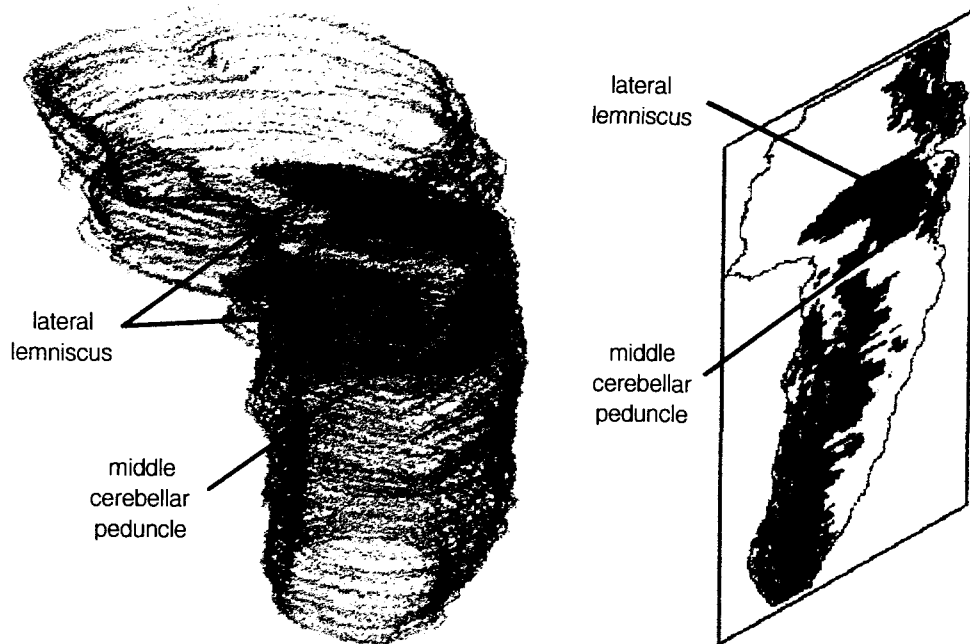 lateral
lemniscus
middle
cerebellar
peduncle
lateral
lemniscus
middle
cerebellar
peduncle